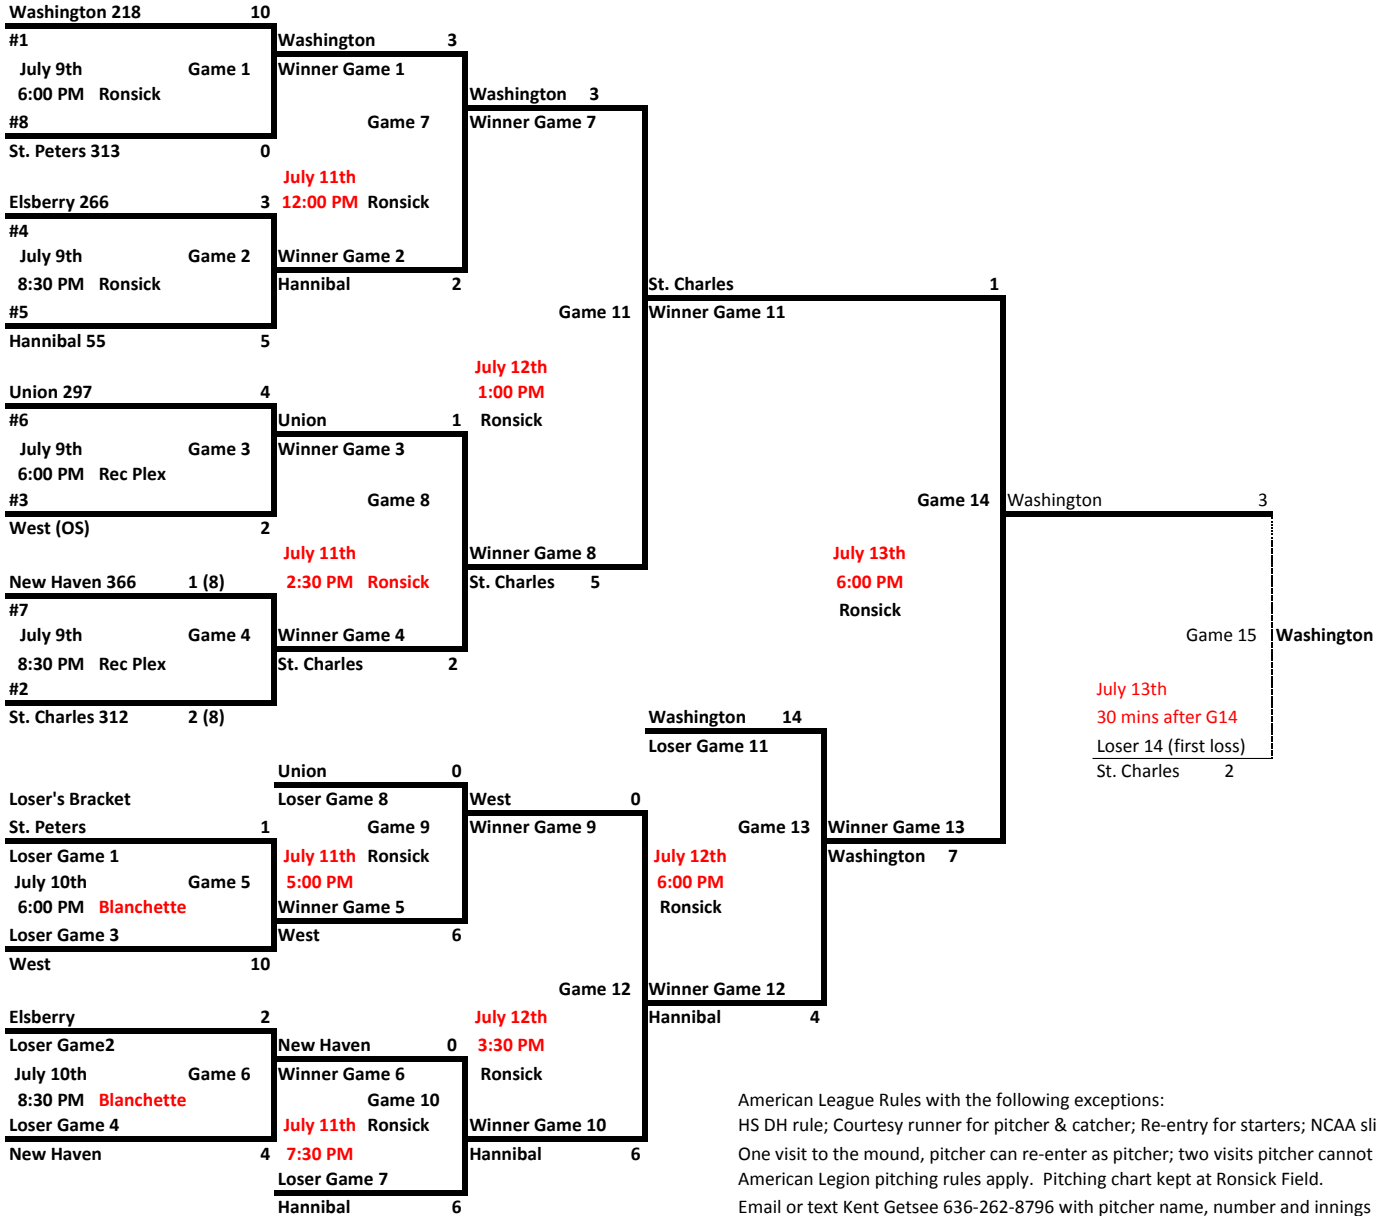 Washington 218 10
#1 Washington 3
July 9th Game 1 Winner Game 1
6:00 PM Ronsick Washington 3
#8 Game 7 Winner Game 7
St. Peters 313 0
July 11th
Elsberry 266 3 12:00 PM Ronsick
#4
July 9th Game 2 Winner Game 2
8:30 PM Ronsick Hannibal 2 St. Charles 1
#5 Game 11 Winner Game 11
Hannibal 55 5
July 12th
Union 297 4 1:00 PM
#6 Union 1 Ronsick
July 9th Game 3 Winner Game 3
6:00 PM Rec Plex
#3 Game 8 Game 14 Washington 3
West (OS) 2
July 11th Winner Game 8 July 13th
New Haven 366 1 (8) 2:30 PM Ronsick St. Charles 5 6:00 PM
#7 Ronsick
July 9th Game 4 Winner Game 4 Game 15 Washington
8:30 PM Rec Plex St. Charles 2
#2 July 13th
St. Charles 312 2 (8) Washington 14 30 mins after G14
Loser Game 11 Loser 14 (first loss)
Union 0 St. Charles 2
Loser's Bracket Loser Game 8 West 0
St. Peters 1 Game 9 Winner Game 9 Game 13 Winner Game 13
Loser Game 1 July 11th Ronsick July 12th Washington 7
July 10th Game 5 5:00 PM 6:00 PM
6:00 PM Blanchette Winner Game 5 Ronsick
Loser Game 3 West 6
West 10
Game 12 Winner Game 12
Elsberry 2 July 12th Hannibal 4
Loser Game2 New Haven 0 3:30 PM
July 10th Game 6 Winner Game 6 Ronsick
8:30 PM Blanchette Game 10 American League Rules with the following exceptions:
Loser Game 4 July 11th Ronsick Winner Game 10 HS DH rule; Courtesy runner for pitcher & catcher; Re-entry for starters; NCAA sli
New Haven 4 7:30 PM Hannibal 6 One visit to the mound, pitcher can re-enter as pitcher; two visits pitcher cannot
Loser Game 7 American Legion pitching rules apply. Pitching chart kept at Ronsick Field.
Hannibal 6 Email or text Kent Getsee 636-262-8796 with pitcher name, number and innings